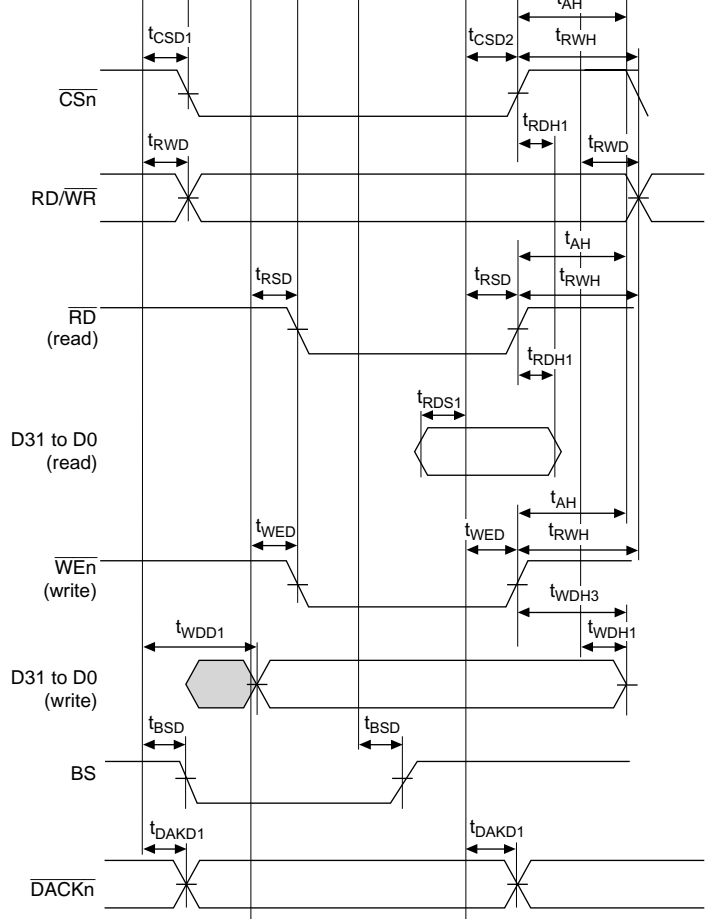 tAH
tCSD1 tCSD2 tRWH
CSn
tRDH1
tRWD tRWD
RD/WR
tAH
tRSD tRSD tRWH
RD
(read)
tRDH1
tRDS1
D31 to D0
(read)
tAH
tWED tWED tRWH
WEn
(write)
tWDH3
tWDD1 tWDH1
D31 to D0
(write)
tBSD tBSD
BS
tDAKD1 tDAKD1
DACKn